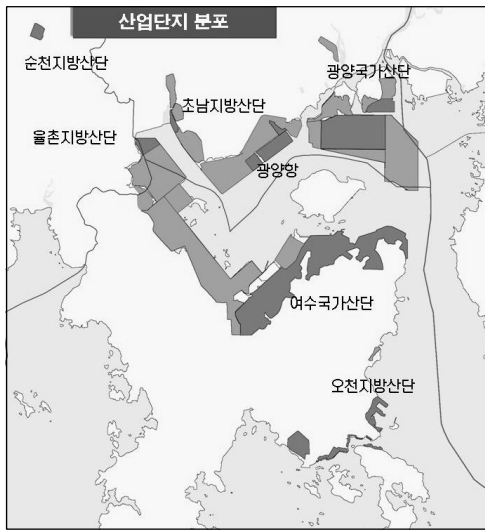 산업단지 분포
순천지방산단
광양국가산단
초남지방산단
율촌지방산단
광양항
여수국가산단
오천지방산단